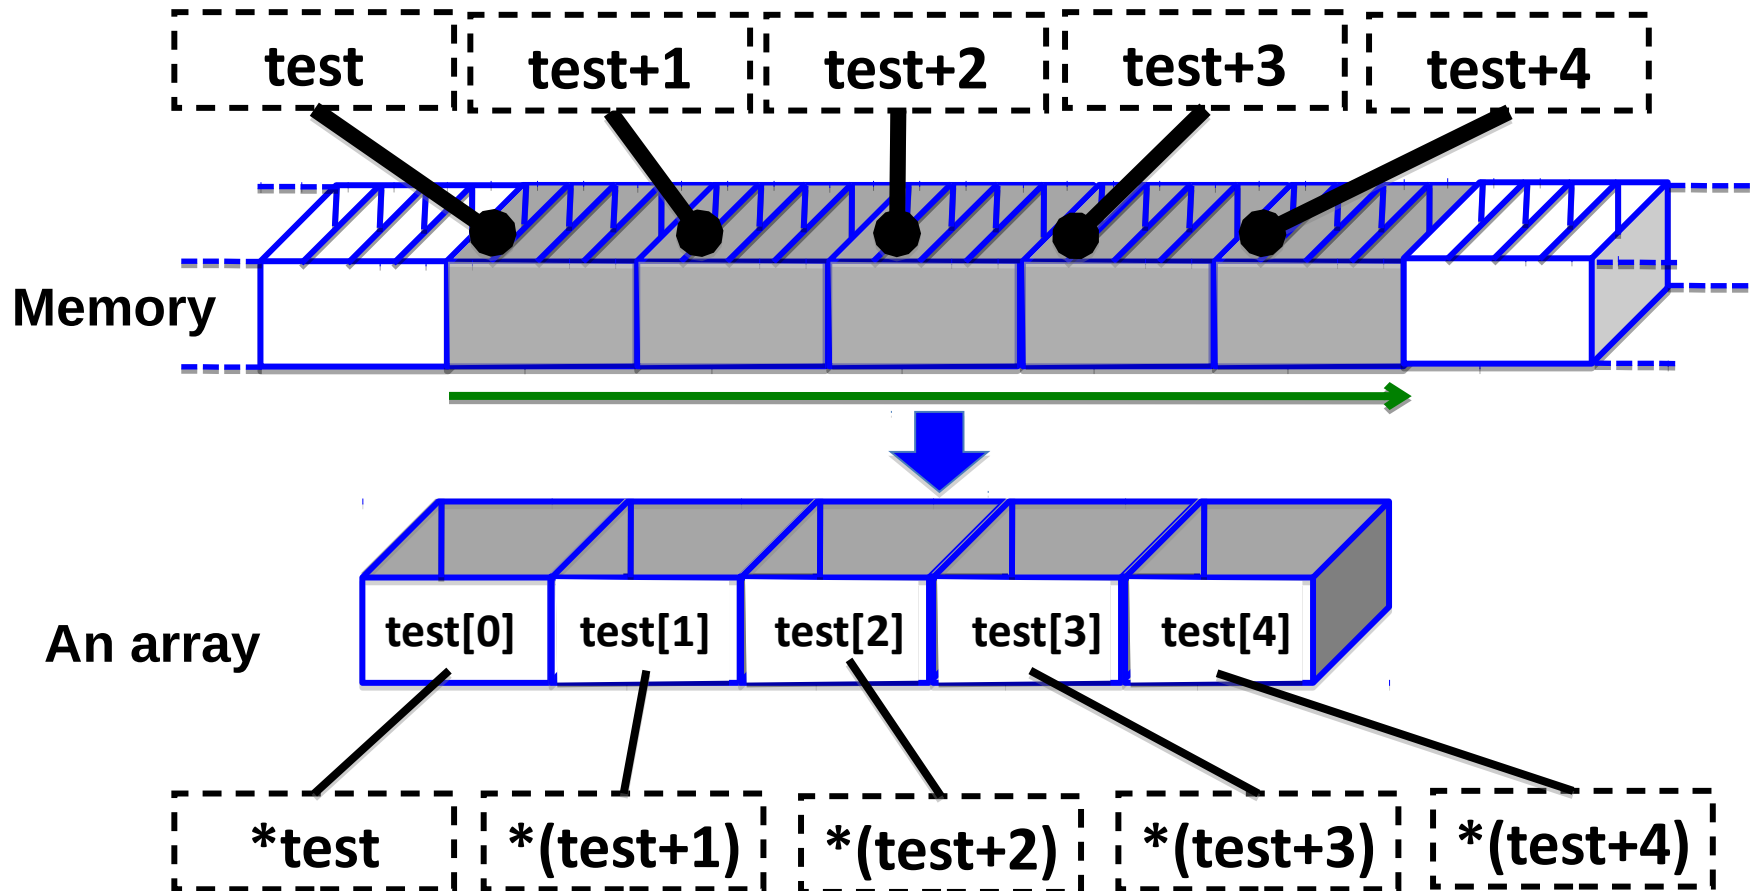 test
test+1
test+2
test+3
test+4
Memory
An array
test[0]
test[1]
test[2]
test[3]
test[4]
*test
*(test+1)
*(test+2)
*(test+3)
*(test+4)